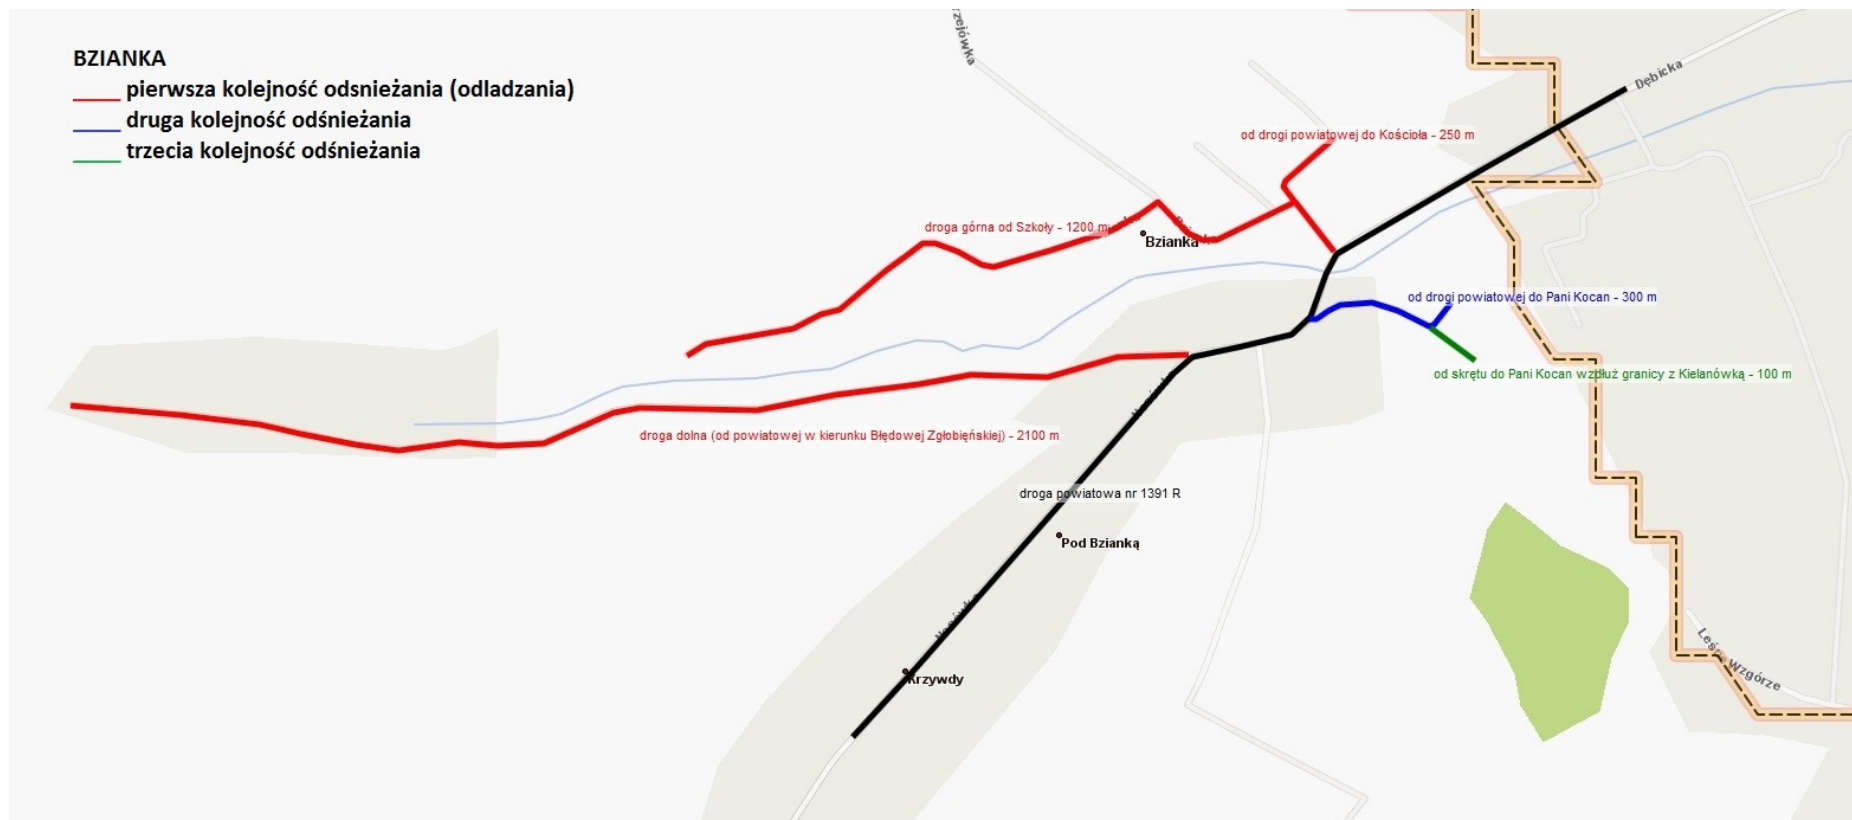 BZIANKA
pierwsza kolejność odsnieżania (odladzania)
druga kolejność odśnieżania
trzecia kolejność odśnieżania
Dębicka
od drogi powiatowej do Kościoła - 250 m
droga górna od Szkoły - 1200 m
Bzianka
od drogi powiatowej do Pani Kocan - 300 m
od skrętu do Pani Kocan wzdłuż granicy z Kielanówką - 100 m
droga dolna (od powiatowej w kierunku Błędowej Zgłobieńskiej) - 2100 m
droga powiatowa nr 1391 R
Pod Bzianką
Krzywdy
Leśne Wzgórze